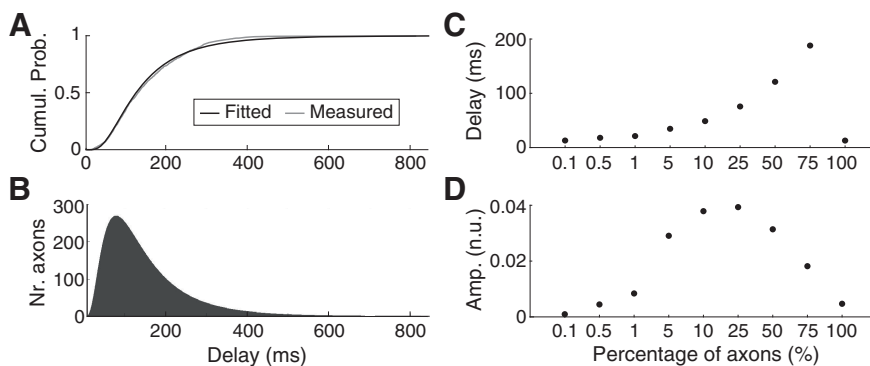 A
Cumul. Prob.
1
0.5
0
Fitted
Measured
0 200 400 600 800
B
Nr. axons
300
200
100
0
200 400 600 800
Delay (ms)
C
Delay (ms)
200
100
0
0.1 0.5 1 5 10 25 50 75 100
D
Amp. (n.u.)
0.04
0.02
0
0.1 0.5 1 5 10 25 50 75 100
Percentage of axons (%)